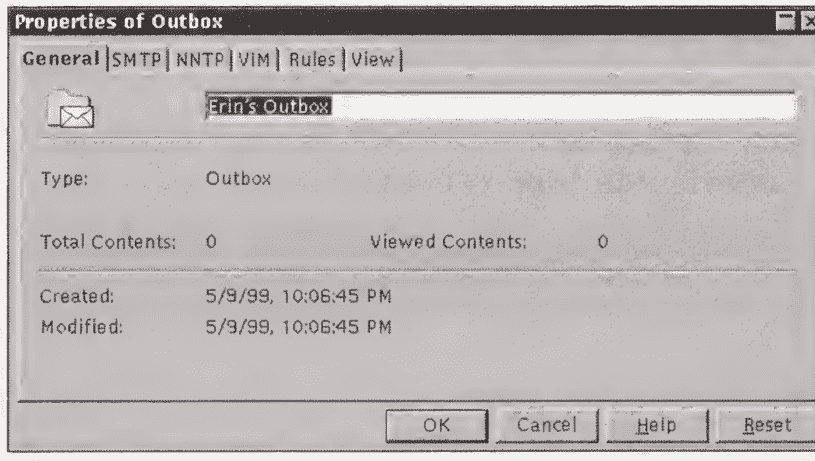 Properties of Outbox
General SMTP NNTP VIM Rules View
Erin's Outbox
Type: Outbox
Total Contents: 0 Viewed Contents: 0
Created: 5/9/99, 10:06:45 PM
Modified: 5/9/99, 10:06:45 PM
OK Cancel Help Reset